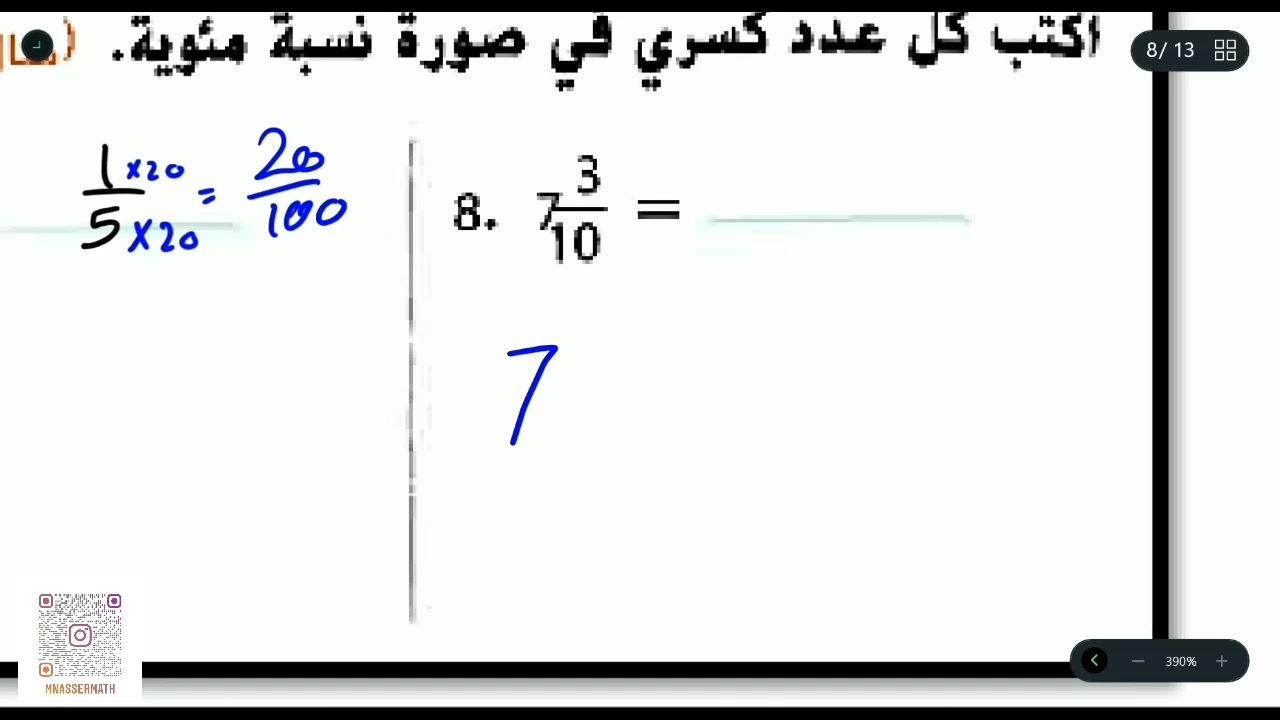 اكتب كل عدد كسري في صورة نسبة مئوية.
8/ 13
1×20/5×20 = 20/100
8. 7 3/10 =
7
MNASSERMATH
390%